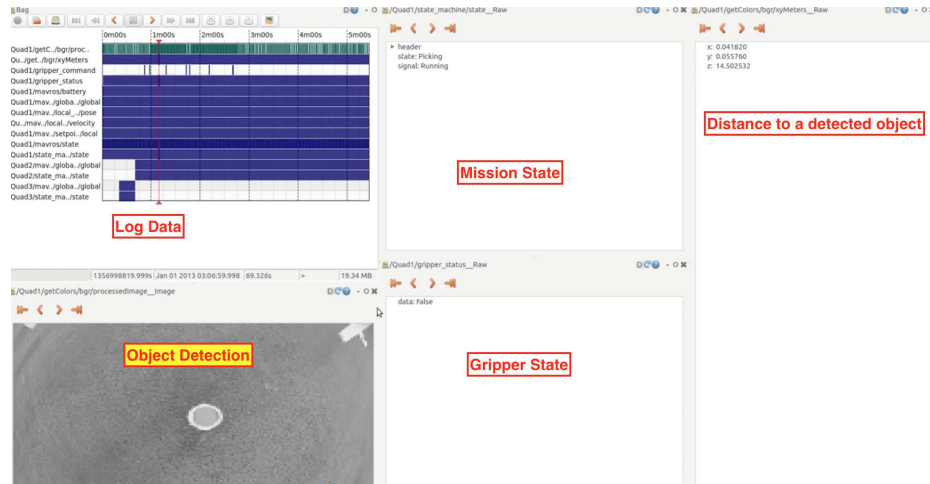 Bag
0m00s 1m00s 2m00s 3m00s 4m00s 5m00s
Quad1/getC../bgr/proc..
Qu../get../bgr/xyMeters
Quad1/gripper_command
Quad1/gripper_status
Quad1/mavros/battery
Quad1/mav../globa../global
Quad1/mav../local_../pose
Qu../mav../local../velocity
Quad1/mav../setpoi../local
Quad1/mavros/state
Quad1/state_ma../state
Quad2/mav../globa../global
Quad2/state_ma../state
Quad3/mav../globa../global
Quad3/state_ma../state
Log Data
1356998819.999s Jan 01 2013 03:06:59.998 69.326s > 19.34 MB
/Quad1/getColors/bgr/processedimage__Image
Object Detection
/Quad1/state_machine/state__Raw
header
state: Picking
signal: Running
Mission State
/Quad1/gripper_status__Raw
data: False
Gripper State
/Quad1/getColors/bgr/xyMeters__Raw
x: 0.041820
y: 0.055760
z: 14.502532
Distance to a detected object